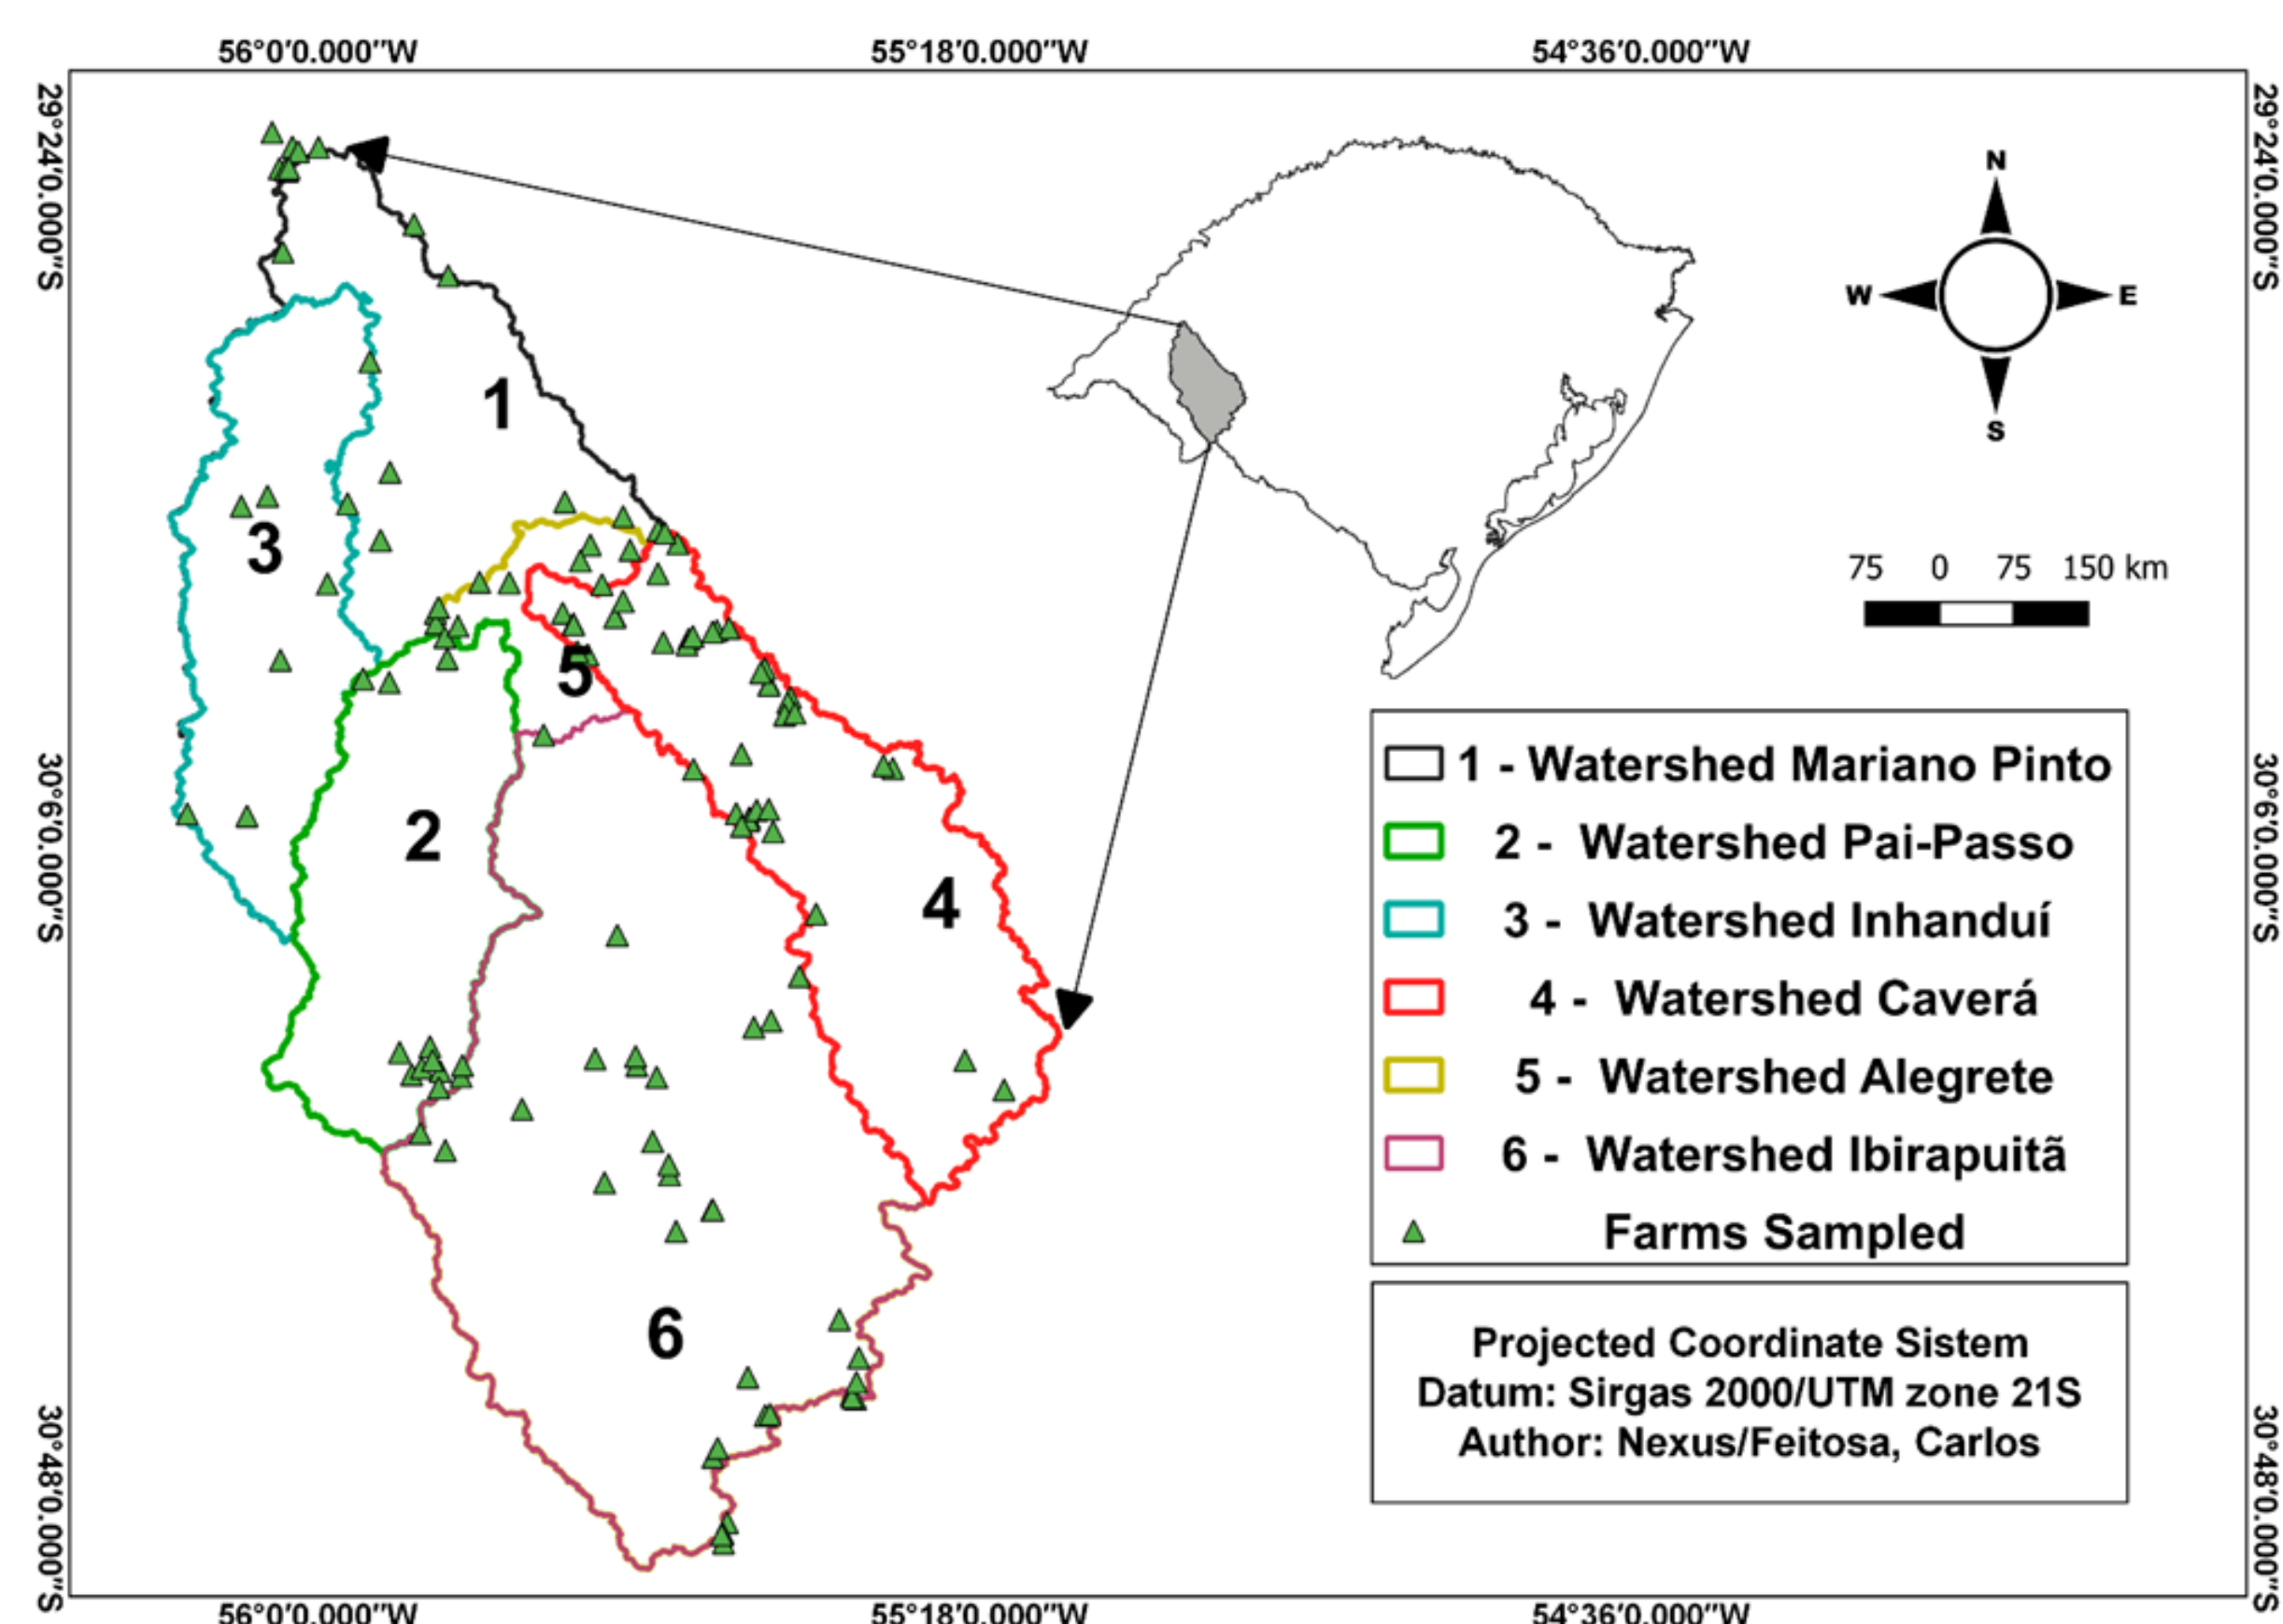 56°0'0.000"W 55°18'0.000"W 54°36'0.000"W
29°24'0.000"S
30°6'0.000"S
30°48'0.000"S
29°24'0.000"S
30°6'0.000"S
30°48'0.000"S
1
3
5
2
4
6
N
W E
S
75 0 75 150 km
1 - Watershed Mariano Pinto
2 - Watershed Pai-Passo
3 - Watershed Inhanduí
4 - Watershed Caverá
5 - Watershed Alegrete
6 - Watershed Ibirapuitã
Farms Sampled
Projected Coordinate Sistem
Datum: Sirgas 2000/UTM zone 21S
Author: Nexus/Feitosa, Carlos
56°0'0.000"W 55°18'0.000"W 54°36'0.000"W